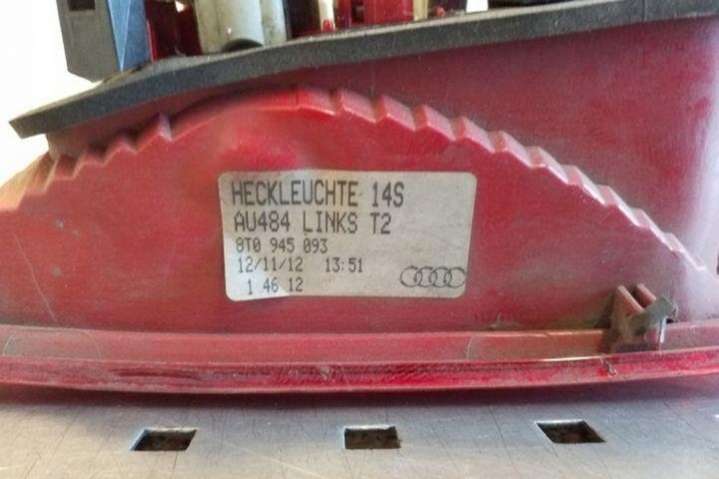 HECKLEUCHTE 14S
AU484 LINKS T2
8T0 945 093
12/11/12 13:51
1 46 12